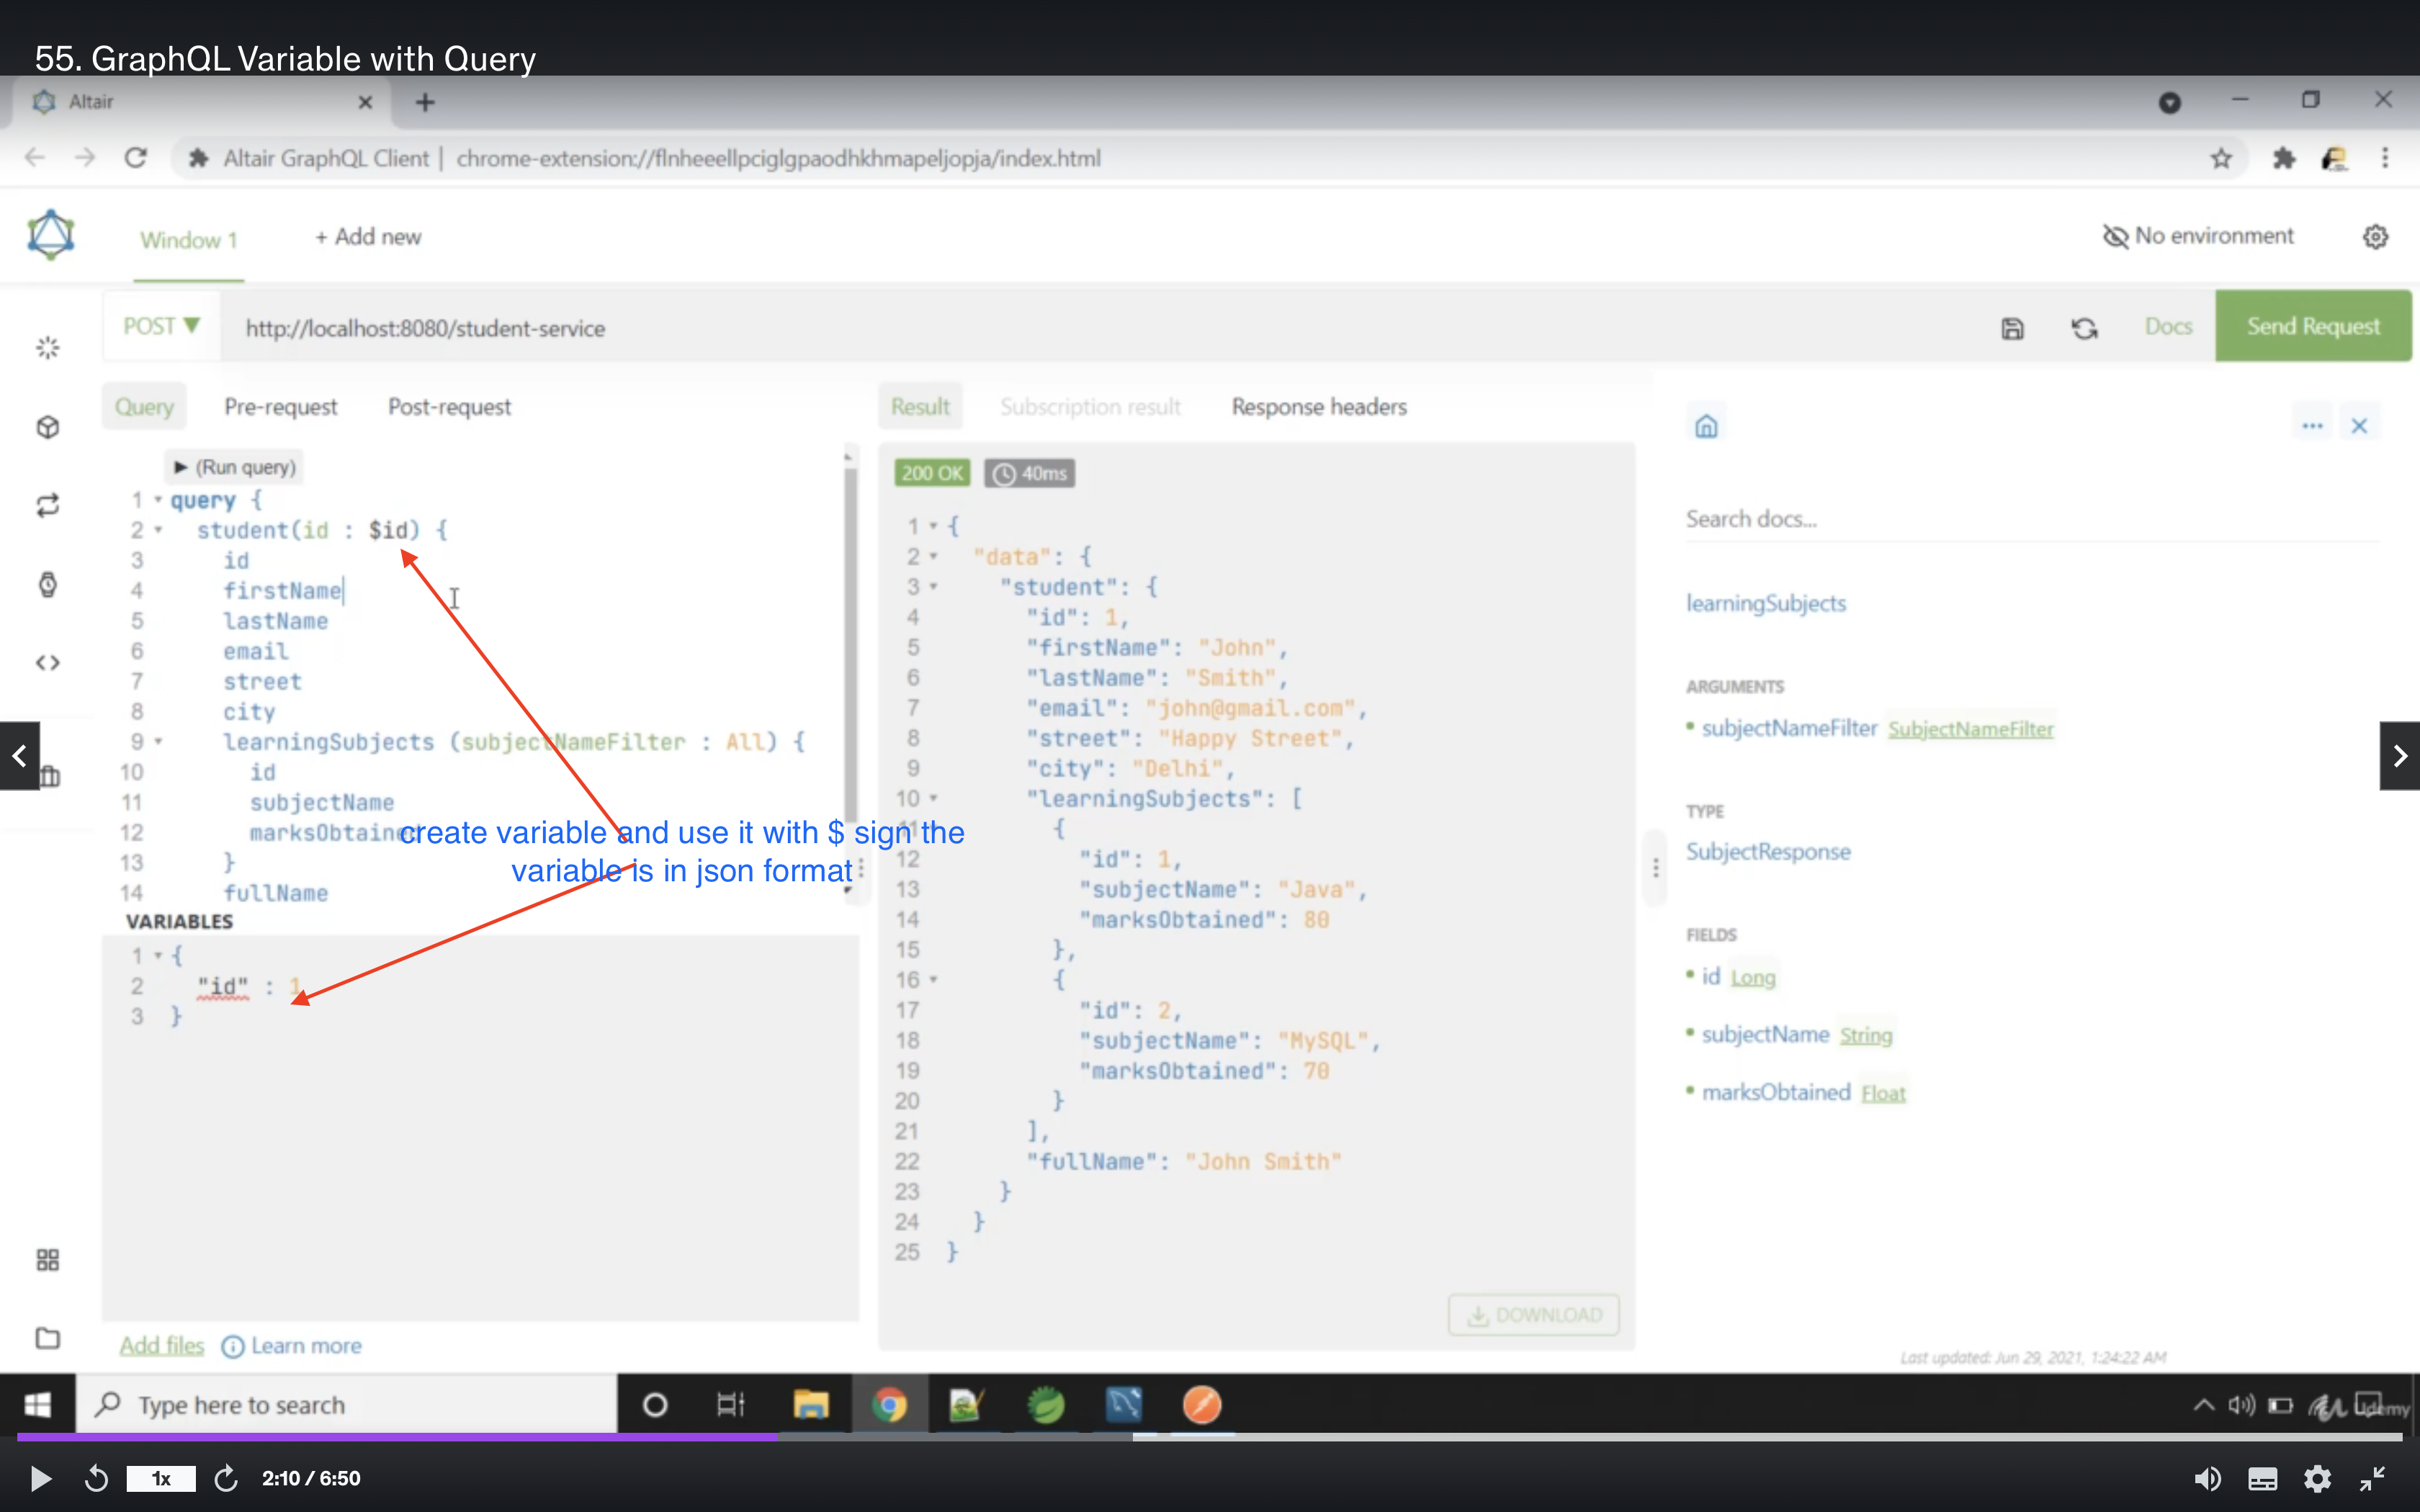 55. GraphQL Variable with Query
Altair
Altair GraphQL Client | chrome-extension://flnheeellpciglgpaodhkhmapeljopja/index.html
Window 1
+ Add new
No environment
POST
http://localhost:8080/student-service
Docs
Send Request
Query
Pre-request
Post-request
(Run query)
1 query {
2 student(id : $id) {
3 id
4 firstName
5 lastName
6 email
7 street
8 city
9 learningSubjects (subjectNameFilter : All) {
10 id
11 subjectName
12 marksObtained
13 }
14 fullName
create variable and use it with $ sign the
variable is in json format
VARIABLES
1 {
2 "id" : 1
3 }
Add files
Learn more
Result
Subscription result
Response headers
200 OK
40ms
1 {
2 "data": {
3 "student": {
4 "id": 1,
5 "firstName": "John",
6 "lastName": "Smith",
7 "email": "john@gmail.com",
8 "street": "Happy Street",
9 "city": "Delhi",
10 "learningSubjects": [
11 {
12 "id": 1,
13 "subjectName": "Java",
14 "marksObtained": 80
15 },
16 {
17 "id": 2,
18 "subjectName": "MySQL",
19 "marksObtained": 70
20 }
21 ],
22 "fullName": "John Smith"
23 }
24 }
25 }
DOWNLOAD
Search docs...
learningSubjects
ARGUMENTS
subjectNameFilter SubjectNameFilter
TYPE
SubjectResponse
FIELDS
id Long
subjectName String
marksObtained Float
Last updated: Jun 29, 2021, 1:24:22 AM
Type here to search
Udemy
1x
2:10 / 6:50